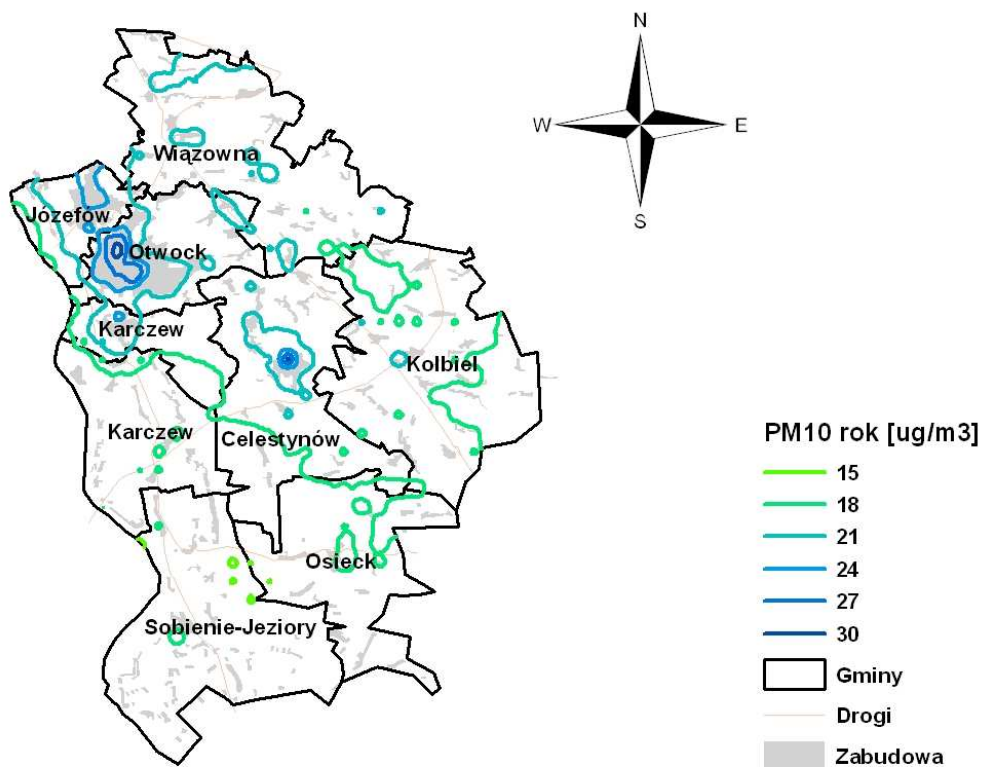 N
W
E
S
Wiązowna
Józefów
Otwock
Karczew
Kołbiel
Karczew
Celestynów
Osieck
Sobienie-Jeziory
PM10 rok [ug/m3]
15
18
21
24
27
30
Gminy
Drogi
Zabudowa